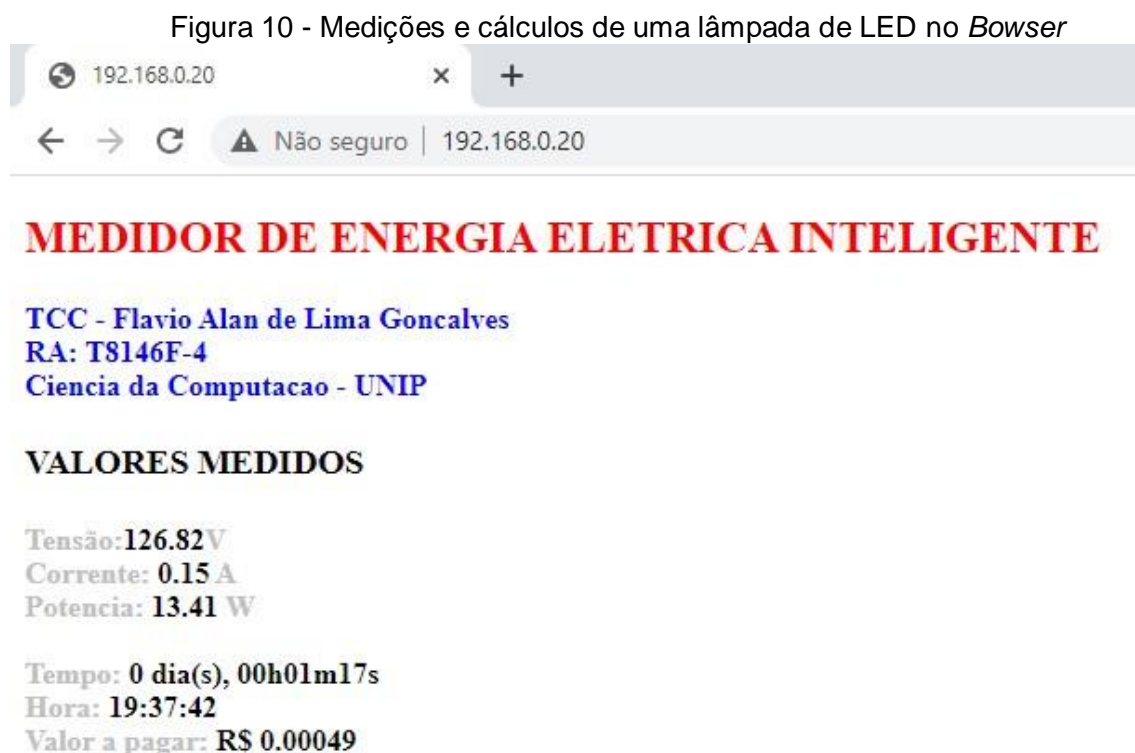 Figura 10 - Medições e cálculos de uma lâmpada de LED no Bowser
192.168.0.20
Não seguro | 192.168.0.20
MEDIDOR DE ENERGIA ELETRICA INTELIGENTE
TCC - Flavio Alan de Lima Goncalves
RA: T8146F-4
Ciencia da Computacao - UNIP
VALORES MEDIDOS
Tensão:126.82V
Corrente: 0.15 A
Potencia: 13.41 W
Tempo: 0 dia(s), 00h01m17s
Hora: 19:37:42
Valor a pagar: R$ 0.00049